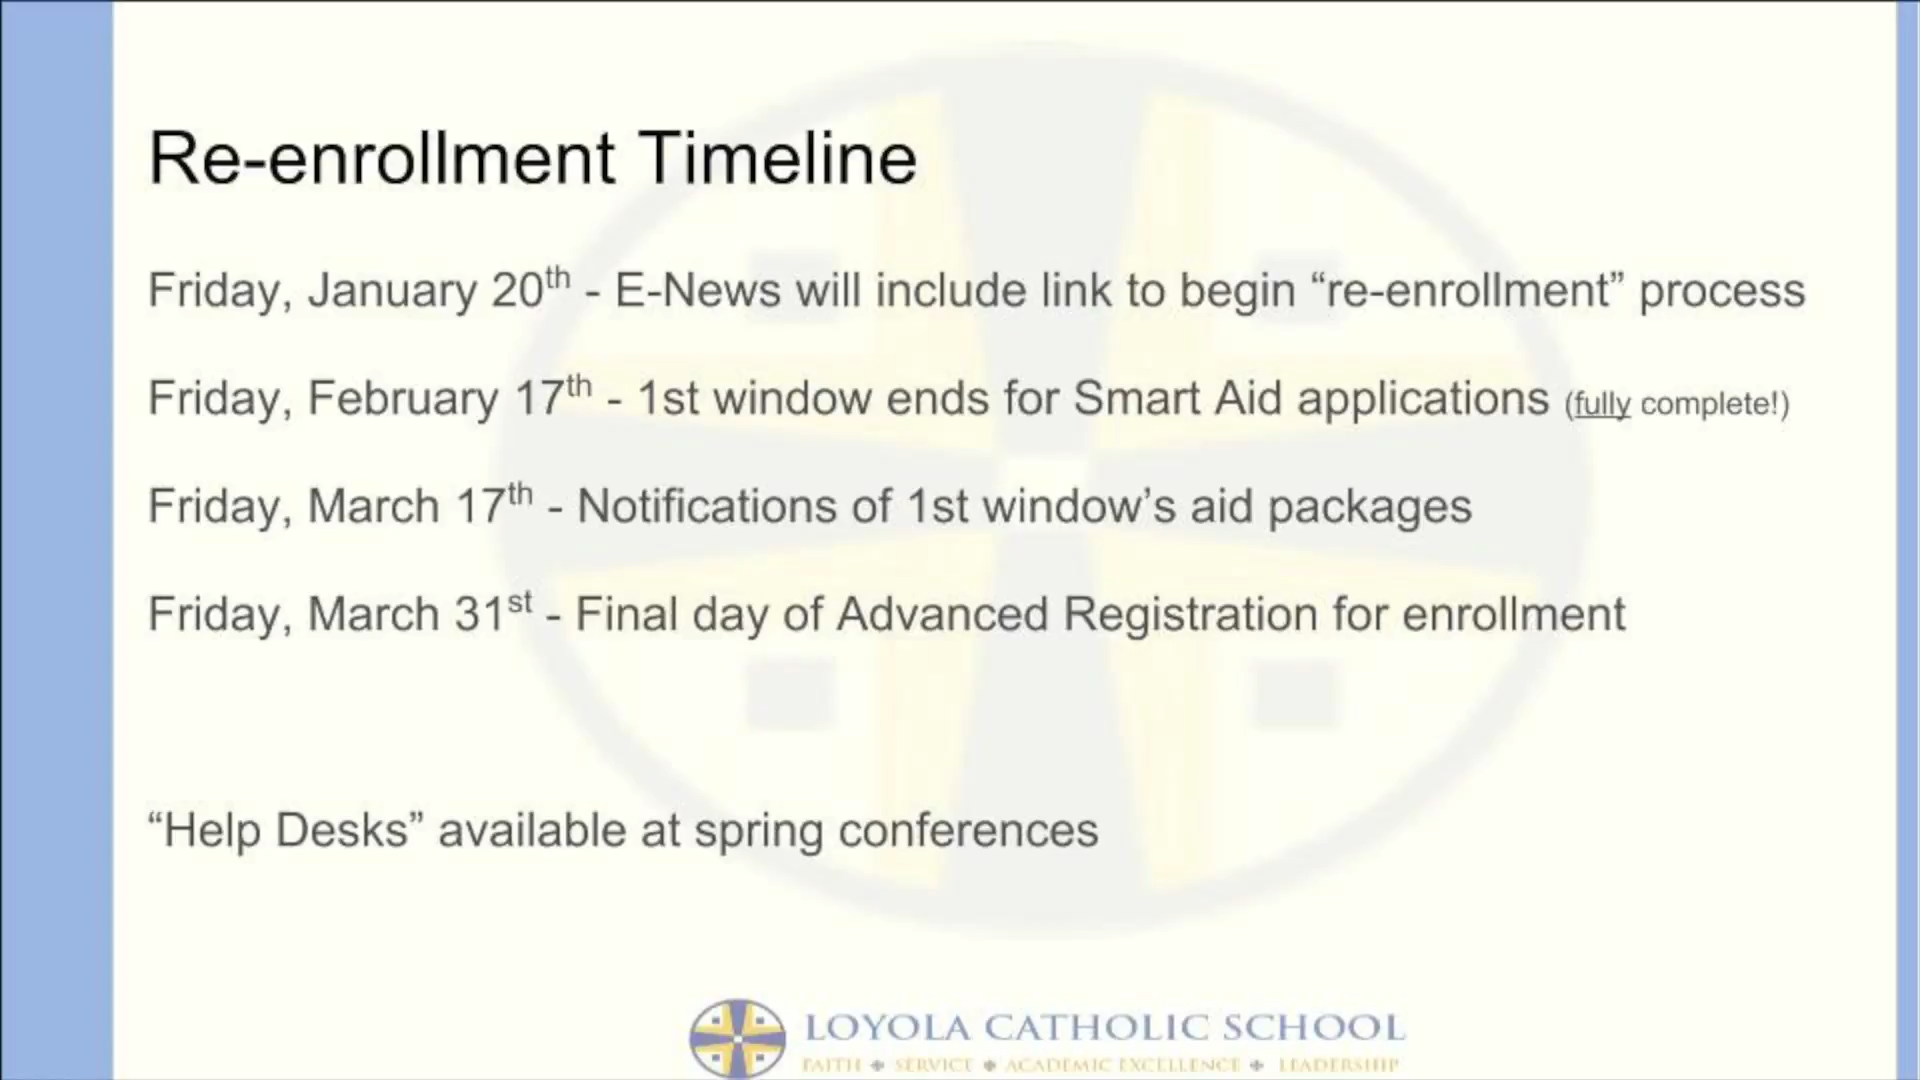 Re-enrollment Timeline
Friday, January 20th - E-News will include link to begin “re-enrollment” process
Friday, February 17th - 1st window ends for Smart Aid applications (fully complete!)
Friday, March 17th - Notifications of 1st window’s aid packages
Friday, March 31st - Final day of Advanced Registration for enrollment
“Help Desks” available at spring conferences
LOYOLA CATHOLIC SCHOOL
FAITH SERVICE ACADEMIC EXCELLENCE LEADERSHIP